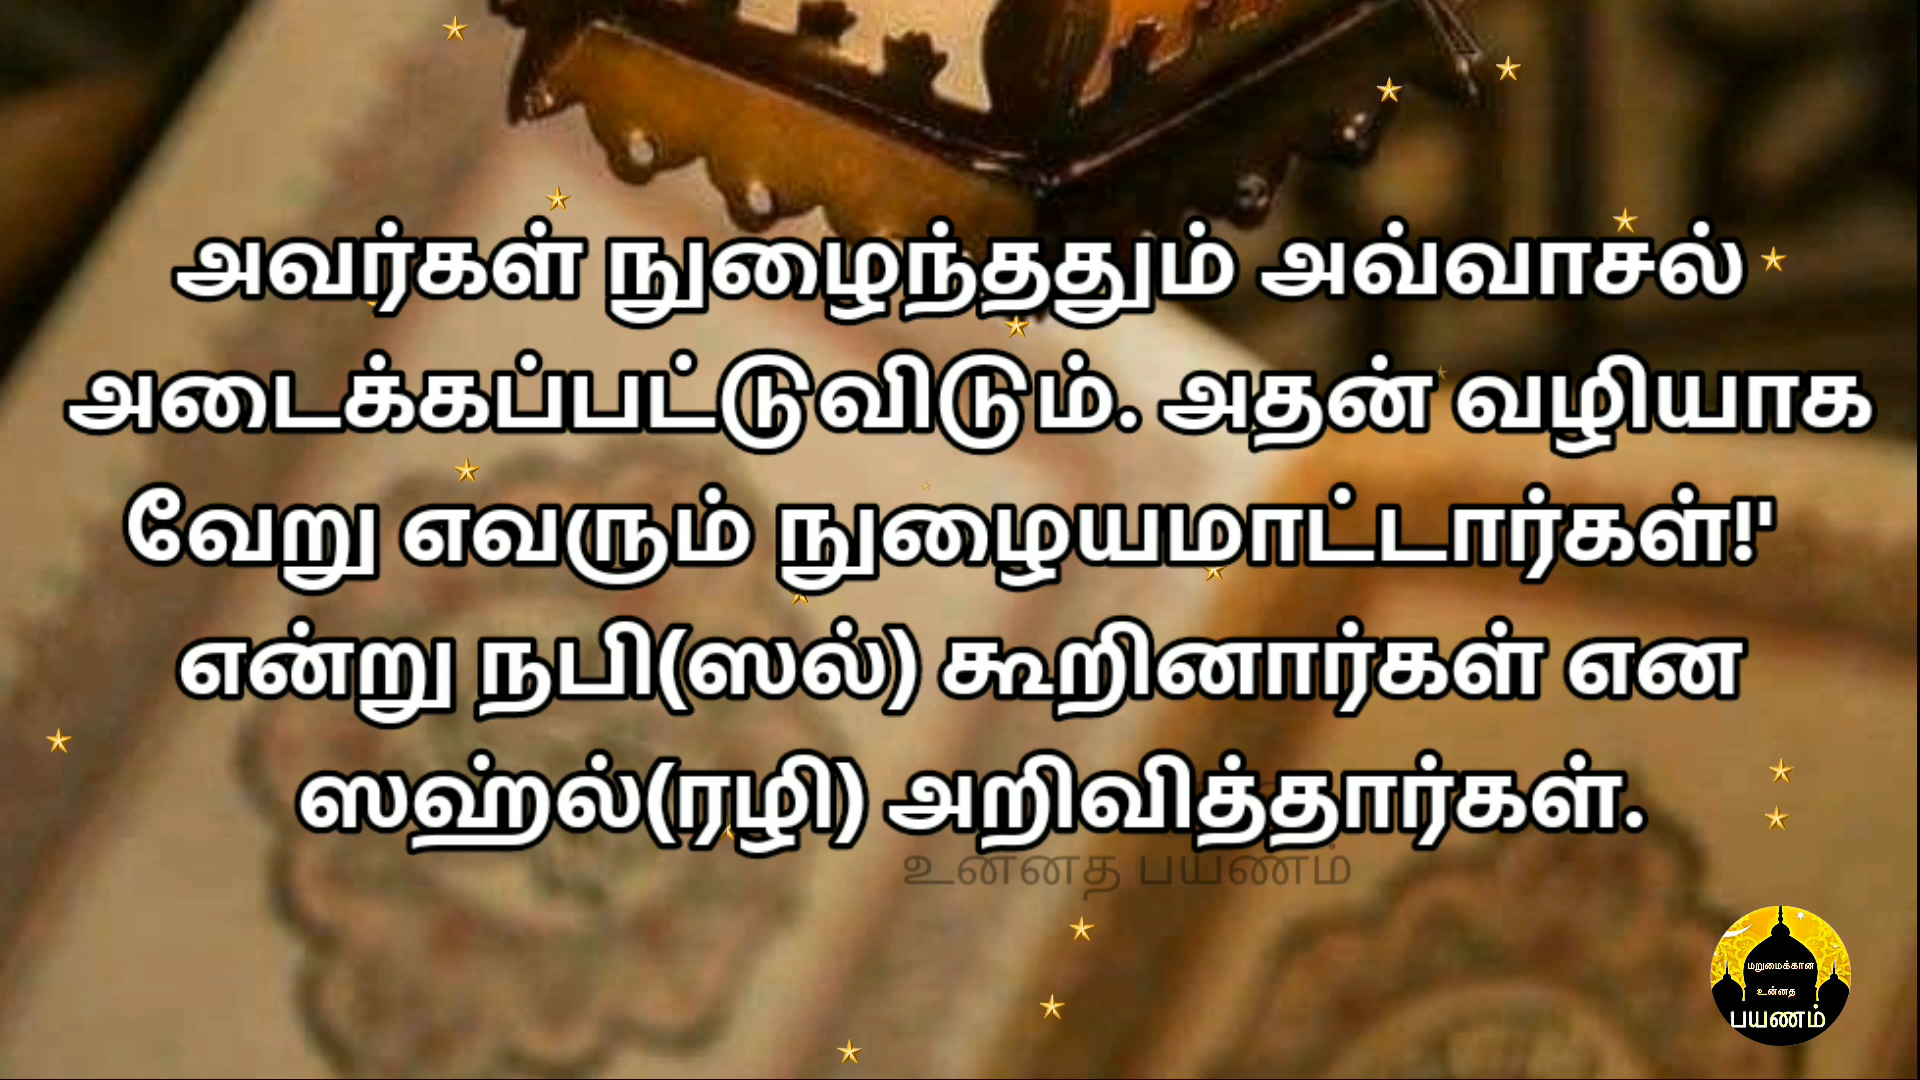 அவர்கள் நுழைந்ததும் அவ்வாசல்
அடைக்கப்பட்டுவிடும். அதன் வழியாக
வேறு எவரும் நுழையமாட்டார்கள்!'
என்று நபி(ஸல்) கூறினார்கள் என
ஸஹ்ல்(ரழி) அறிவித்தார்கள்.
உன்னத பயணம்
மறுமைக்கான
உன்னத
பயணம்